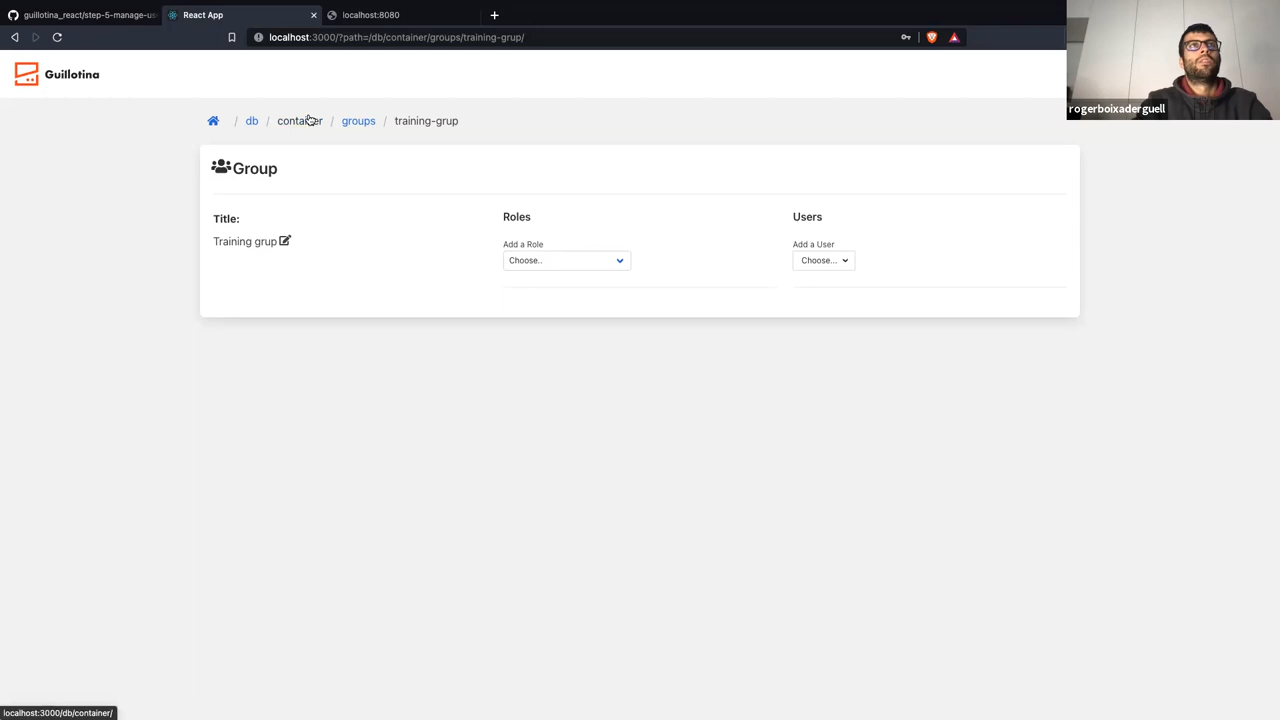 guillotina_react/step-5-manage-us
React App
localhost:8080
localhost:3000/?path=/db/container/groups/training-grup/
rogerboixaderguell
Guillotina
/ db / container / groups / training-grup
Group
Title:
Training grup
Roles
Add a Role
Choose..
Users
Add a User
Choose...
localhost:3000/db/container/